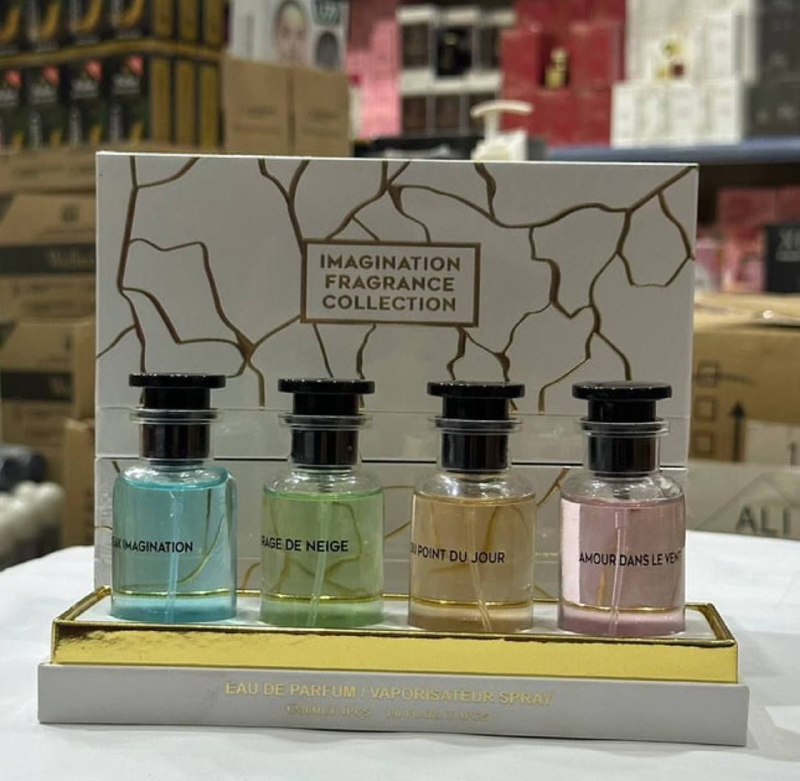 IMAGINATION
FRAGRANCE
COLLECTION
IMAGINATION
RAGE DE NEIGE
POINT DU JOUR
AMOUR DANS LE VENT
EAU DE PARFUM / VAPORISATEUR SPRAY
ALI